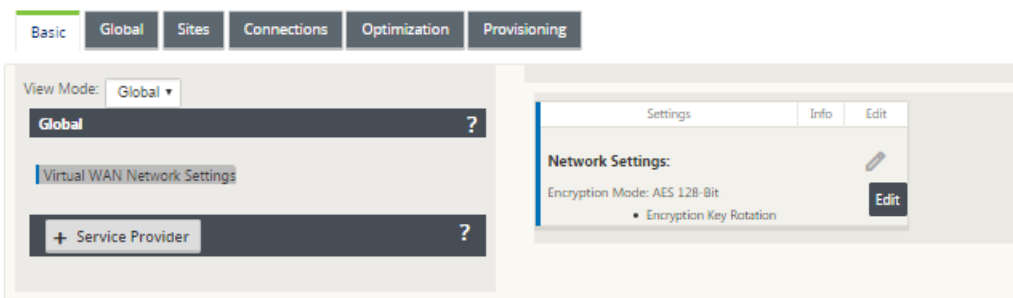 Basic Global Sites Connections Optimization Provisioning
View Mode: Global ▾
Global ?
Virtual WAN Network Settings
+ Service Provider ?
Settings Info Edit
Network Settings:
Encryption Mode: AES 128-Bit
Edit
• Encryption Key Rotation